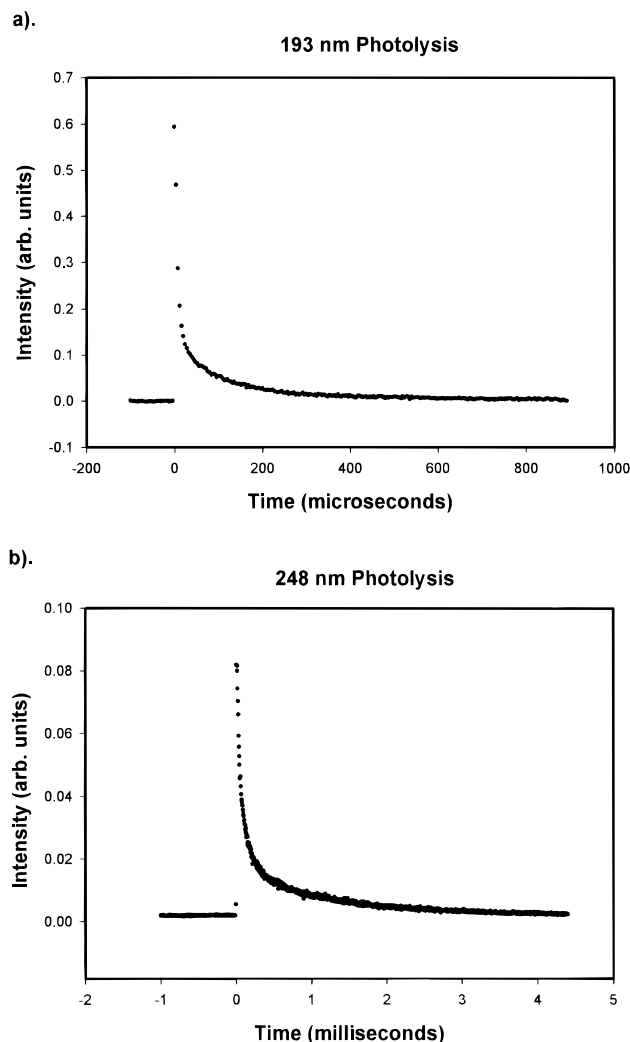 a).
193 nm Photolysis
0.7
0.6
0.5
0.4
0.3
0.2
0.1
0.0
-0.1
Intensity (arb. units)
-200 0 200 400 600 800 1000
Time (microseconds)
b).
248 nm Photolysis
0.10
0.08
0.06
0.04
0.02
0.00
Intensity (arb. units)
-2 -1 0 1 2 3 4 5
Time (milliseconds)